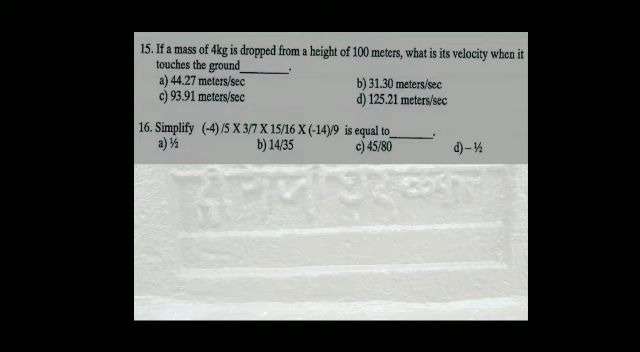 15. If a mass of 4kg is dropped from a height of 100 meters, what is its velocity when it
touches the ground________.
a) 44.27 meters/sec b) 31.30 meters/sec
c) 93.91 meters/sec d) 125.21 meters/sec
16. Simplify (-4) /5 X 3/7 X 15/16 X (-14)/9 is equal to_______.
a) ½ b) 14/35 c) 45/80 d) – ½